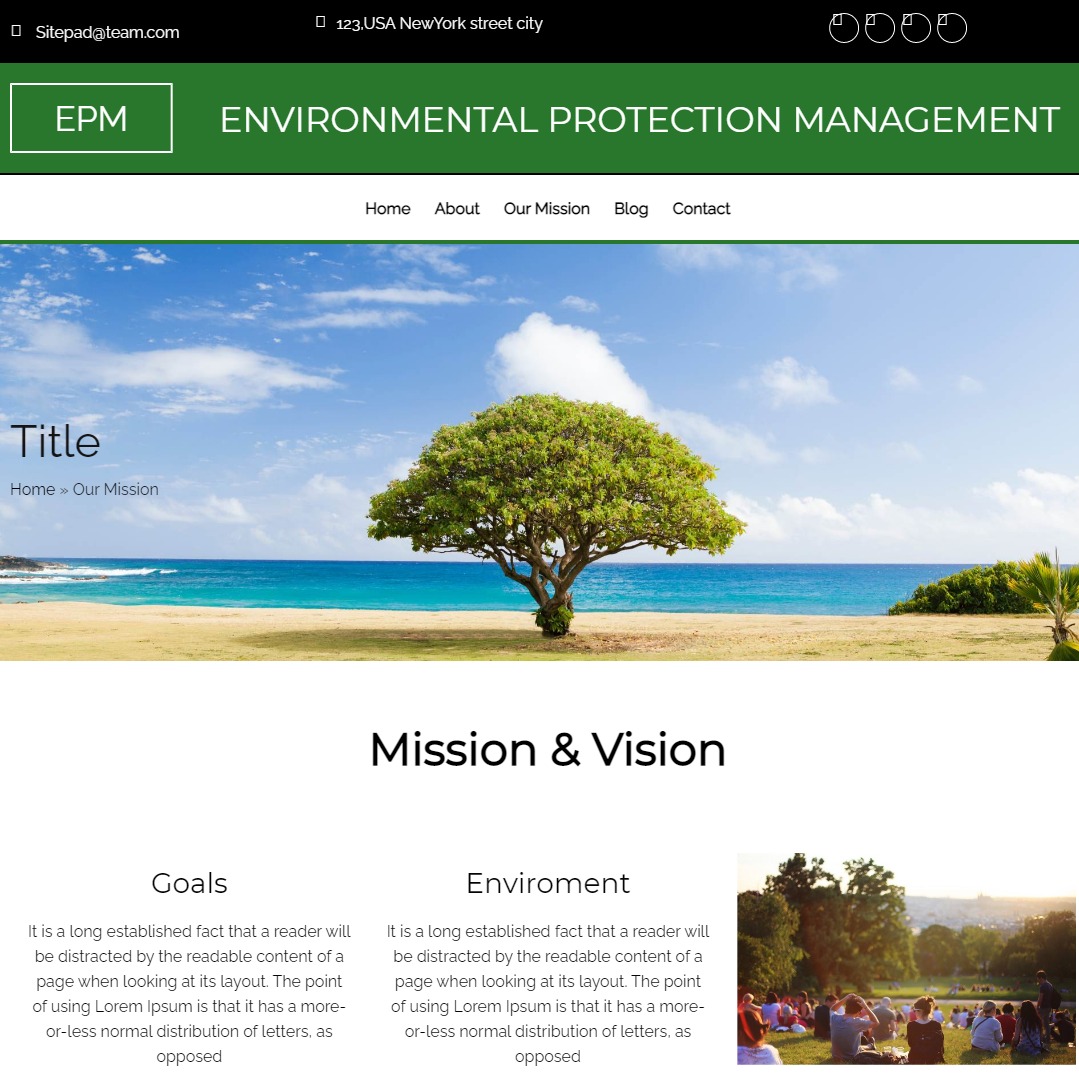 Sitepad@team.com
123,USA NewYork street city
EPM
ENVIRONMENTAL PROTECTION MANAGEMENT
Home About Our Mission Blog Contact
Title
Home » Our Mission
Mission & Vision
Goals
It is a long established fact that a reader will
be distracted by the readable content of a
page when looking at its layout. The point
of using Lorem Ipsum is that it has a more-
or-less normal distribution of letters, as
opposed
Enviroment
It is a long established fact that a reader will
be distracted by the readable content of a
page when looking at its layout. The point
of using Lorem Ipsum is that it has a more-
or-less normal distribution of letters, as
opposed